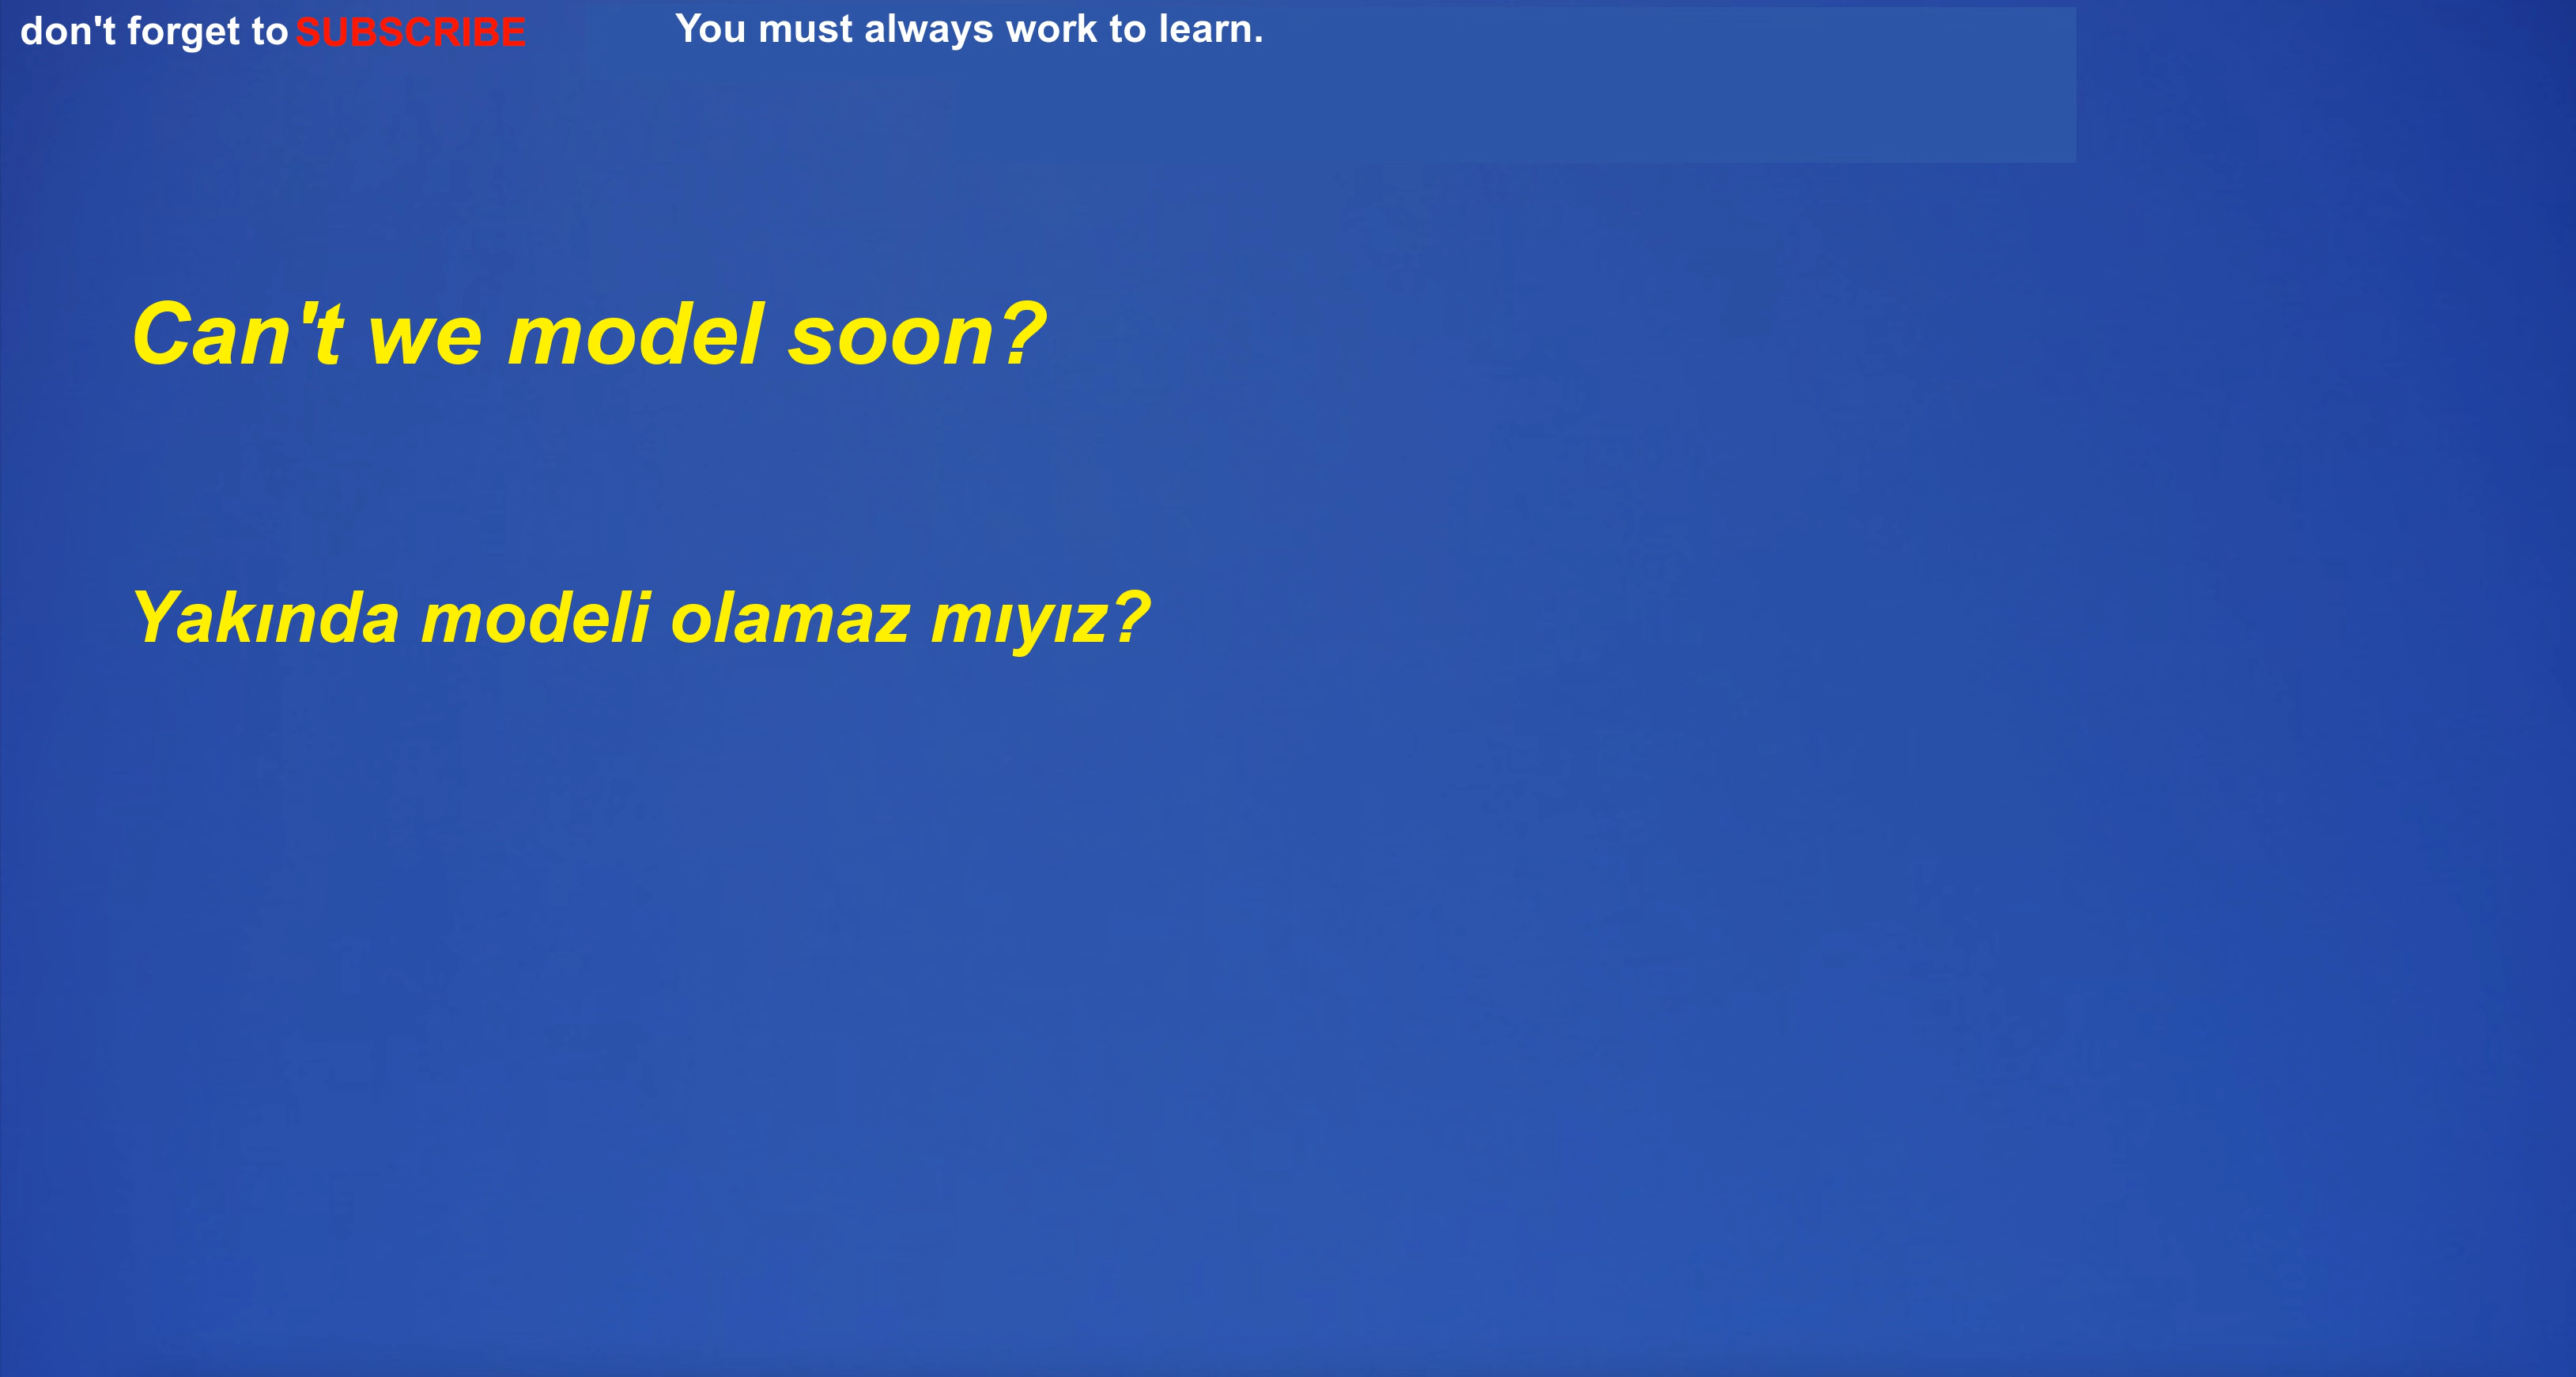 don't forget to SUBSCRIBE
You must always work to learn.
Can't we model soon?
Yakında modeli olamaz mıyız?